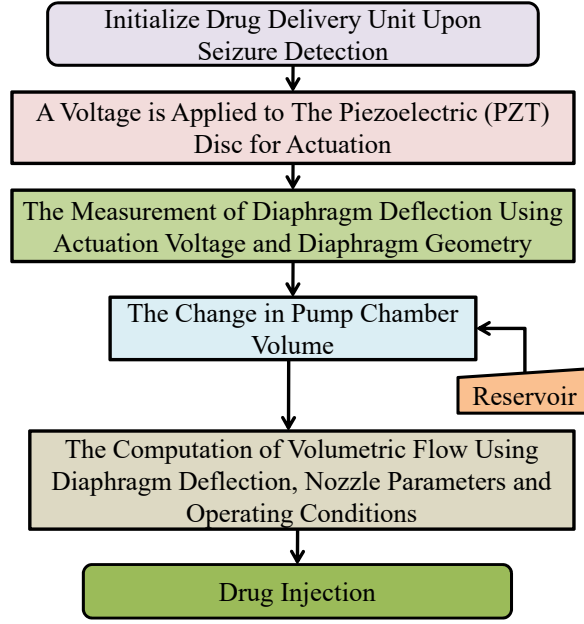 Initialize Drug Delivery Unit Upon
Seizure Detection
A Voltage is Applied to The Piezoelectric (PZT)
Disc for Actuation
The Measurement of Diaphragm Deflection Using
Actuation Voltage and Diaphragm Geometry
The Change in Pump Chamber
Volume
Reservoir
The Computation of Volumetric Flow Using
Diaphragm Deflection, Nozzle Parameters and
Operating Conditions
Drug Injection